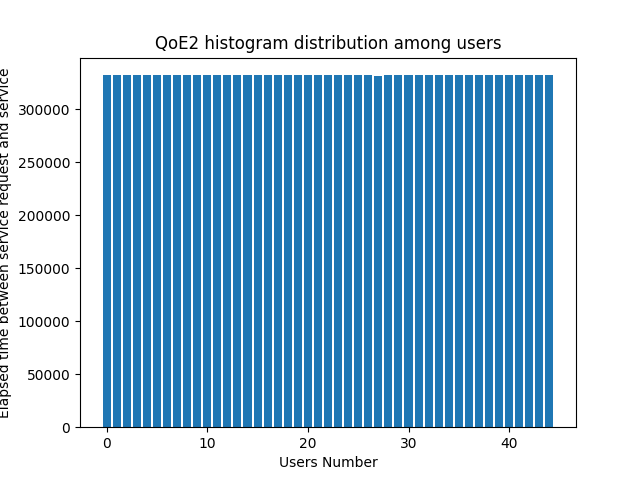 QoE2 histogram distribution among users
Elapsed time between service request and service
300000
250000
200000
150000
100000
50000
0
0 10 20 30 40
Users Number